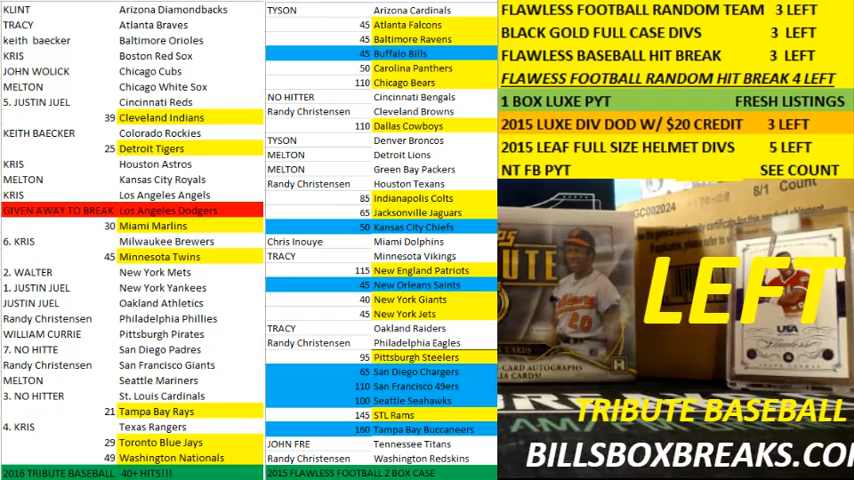 KLINT Arizona Diamondbacks
TRACY Atlanta Braves
keith baecker Baltimore Orioles
KRIS Boston Red Sox
JOHN WOLICK Chicago Cubs
MELTON Chicago White Sox
5. JUSTIN JUEL Cincinnati Reds
39 Cleveland Indians
KEITH BAECKER Colorado Rockies
25 Detroit Tigers
KRIS Houston Astros
MELTON Kansas City Royals
KRIS Los Angeles Angels
GIVEN AWAY TO BREAK Los Angeles Dodgers
30 Miami Marlins
6. KRIS Milwaukee Brewers
45 Minnesota Twins
2. WALTER New York Mets
1. JUSTIN JUEL New York Yankees
JUSTIN JUEL Oakland Athletics
Randy Christensen Philadelphia Phillies
WILLIAM CURRIE Pittsburgh Pirates
7. NO HITTE San Diego Padres
Randy Christensen San Francisco Giants
MELTON Seattle Mariners
3. NO HITTER St. Louis Cardinals
21 Tampa Bay Rays
4. KRIS Texas Rangers
29 Toronto Blue Jays
49 Washington Nationals
2016 TRIBUTE BASEBALL 40+ HITS!!!
TYSON Arizona Cardinals
45 Atlanta Falcons
45 Baltimore Ravens
45 Buffalo Bills
50 Carolina Panthers
110 Chicago Bears
NO HITTER Cincinnati Bengals
Randy Christensen Cleveland Browns
110 Dallas Cowboys
TYSON Denver Broncos
MELTON Detroit Lions
MELTON Green Bay Packers
Randy Christensen Houston Texans
85 Indianapolis Colts
65 Jacksonville Jaguars
50 Kansas City Chiefs
Chris Inouye Miami Dolphins
TRACY Minnesota Vikings
115 New England Patriots
45 New Orleans Saints
40 New York Giants
45 New York Jets
TRACY Oakland Raiders
Randy Christensen Philadelphia Eagles
95 Pittsburgh Steelers
65 San Diego Chargers
110 San Francisco 49ers
100 Seattle Seahawks
145 STL Rams
160 Tampa Bay Buccaneers
JOHN FRE Tennessee Titans
Randy Christensen Washington Redskins
2015 FLAWLESS FOOTBALL 2 BOX CASE
FLAWLESS FOOTBALL RANDOM TEAM 3 LEFT
BLACK GOLD FULL CASE DIVS 3 LEFT
FLAWLESS BASEBALL HIT BREAK 3 LEFT
FLAWESS FOOTBALL RANDOM HIT BREAK 4 LEFT
1 BOX LUXE PYT FRESH LISTINGS
2015 LUXE DIV DOD W/ $20 CREDIT 3 LEFT
2015 LEAF FULL SIZE HELMET DIVS 5 LEFT
NT FB PYT SEE COUNT
8/1 Count
GC002024
LEFT
20
USA
Flawless
TRIBUTE BASEBALL
BILLSBOXBREAKS.CO